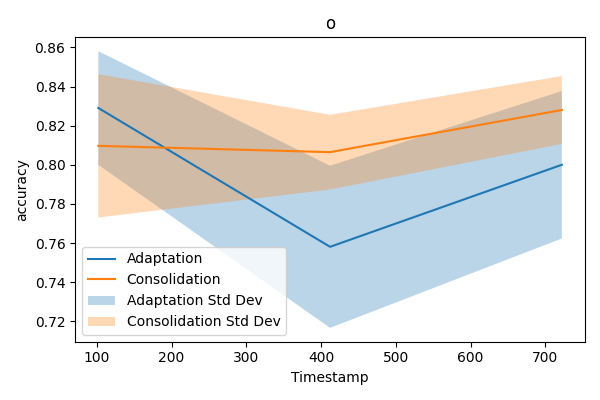 o
0.86
0.84
0.82
0.80
0.78
0.76
0.74
0.72
accuracy
Adaptation
Consolidation
Adaptation Std Dev
Consolidation Std Dev
100 200 300 400 500 600 700
Timestamp